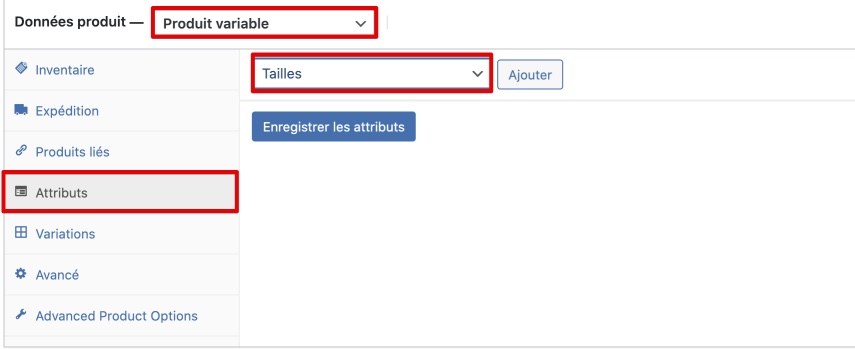 Données produit — Produit variable
Inventaire
Expédition
Produits liés
Attributs
Variations
Avancé
Advanced Product Options
Tailles
Ajouter
Enregistrer les attributs